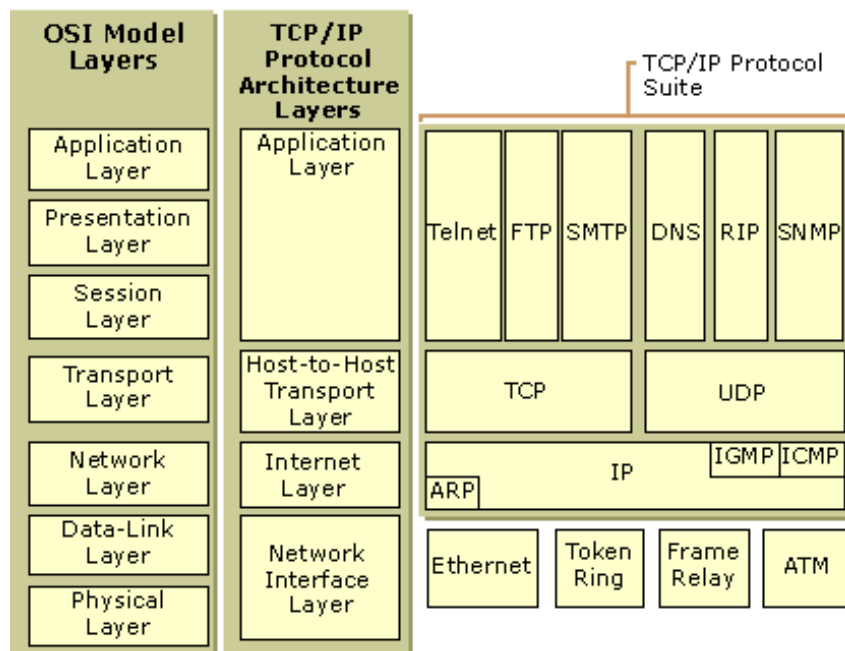 OSI Model
Layers
Application
Layer
Presentation
Layer
Session
Layer
Transport
Layer
Network
Layer
Data-Link
Layer
Physical
Layer
TCP/IP
Protocol
Architecture
Layers
Application
Layer
Host-to-Host
Transport
Layer
Internet
Layer
Network
Interface
Layer
TCP/IP Protocol
Suite
Telnet FTP SMTP DNS RIP SNMP
TCP UDP
IP IGMP ICMP
ARP
Ethernet
Token
Ring
Frame
Relay
ATM